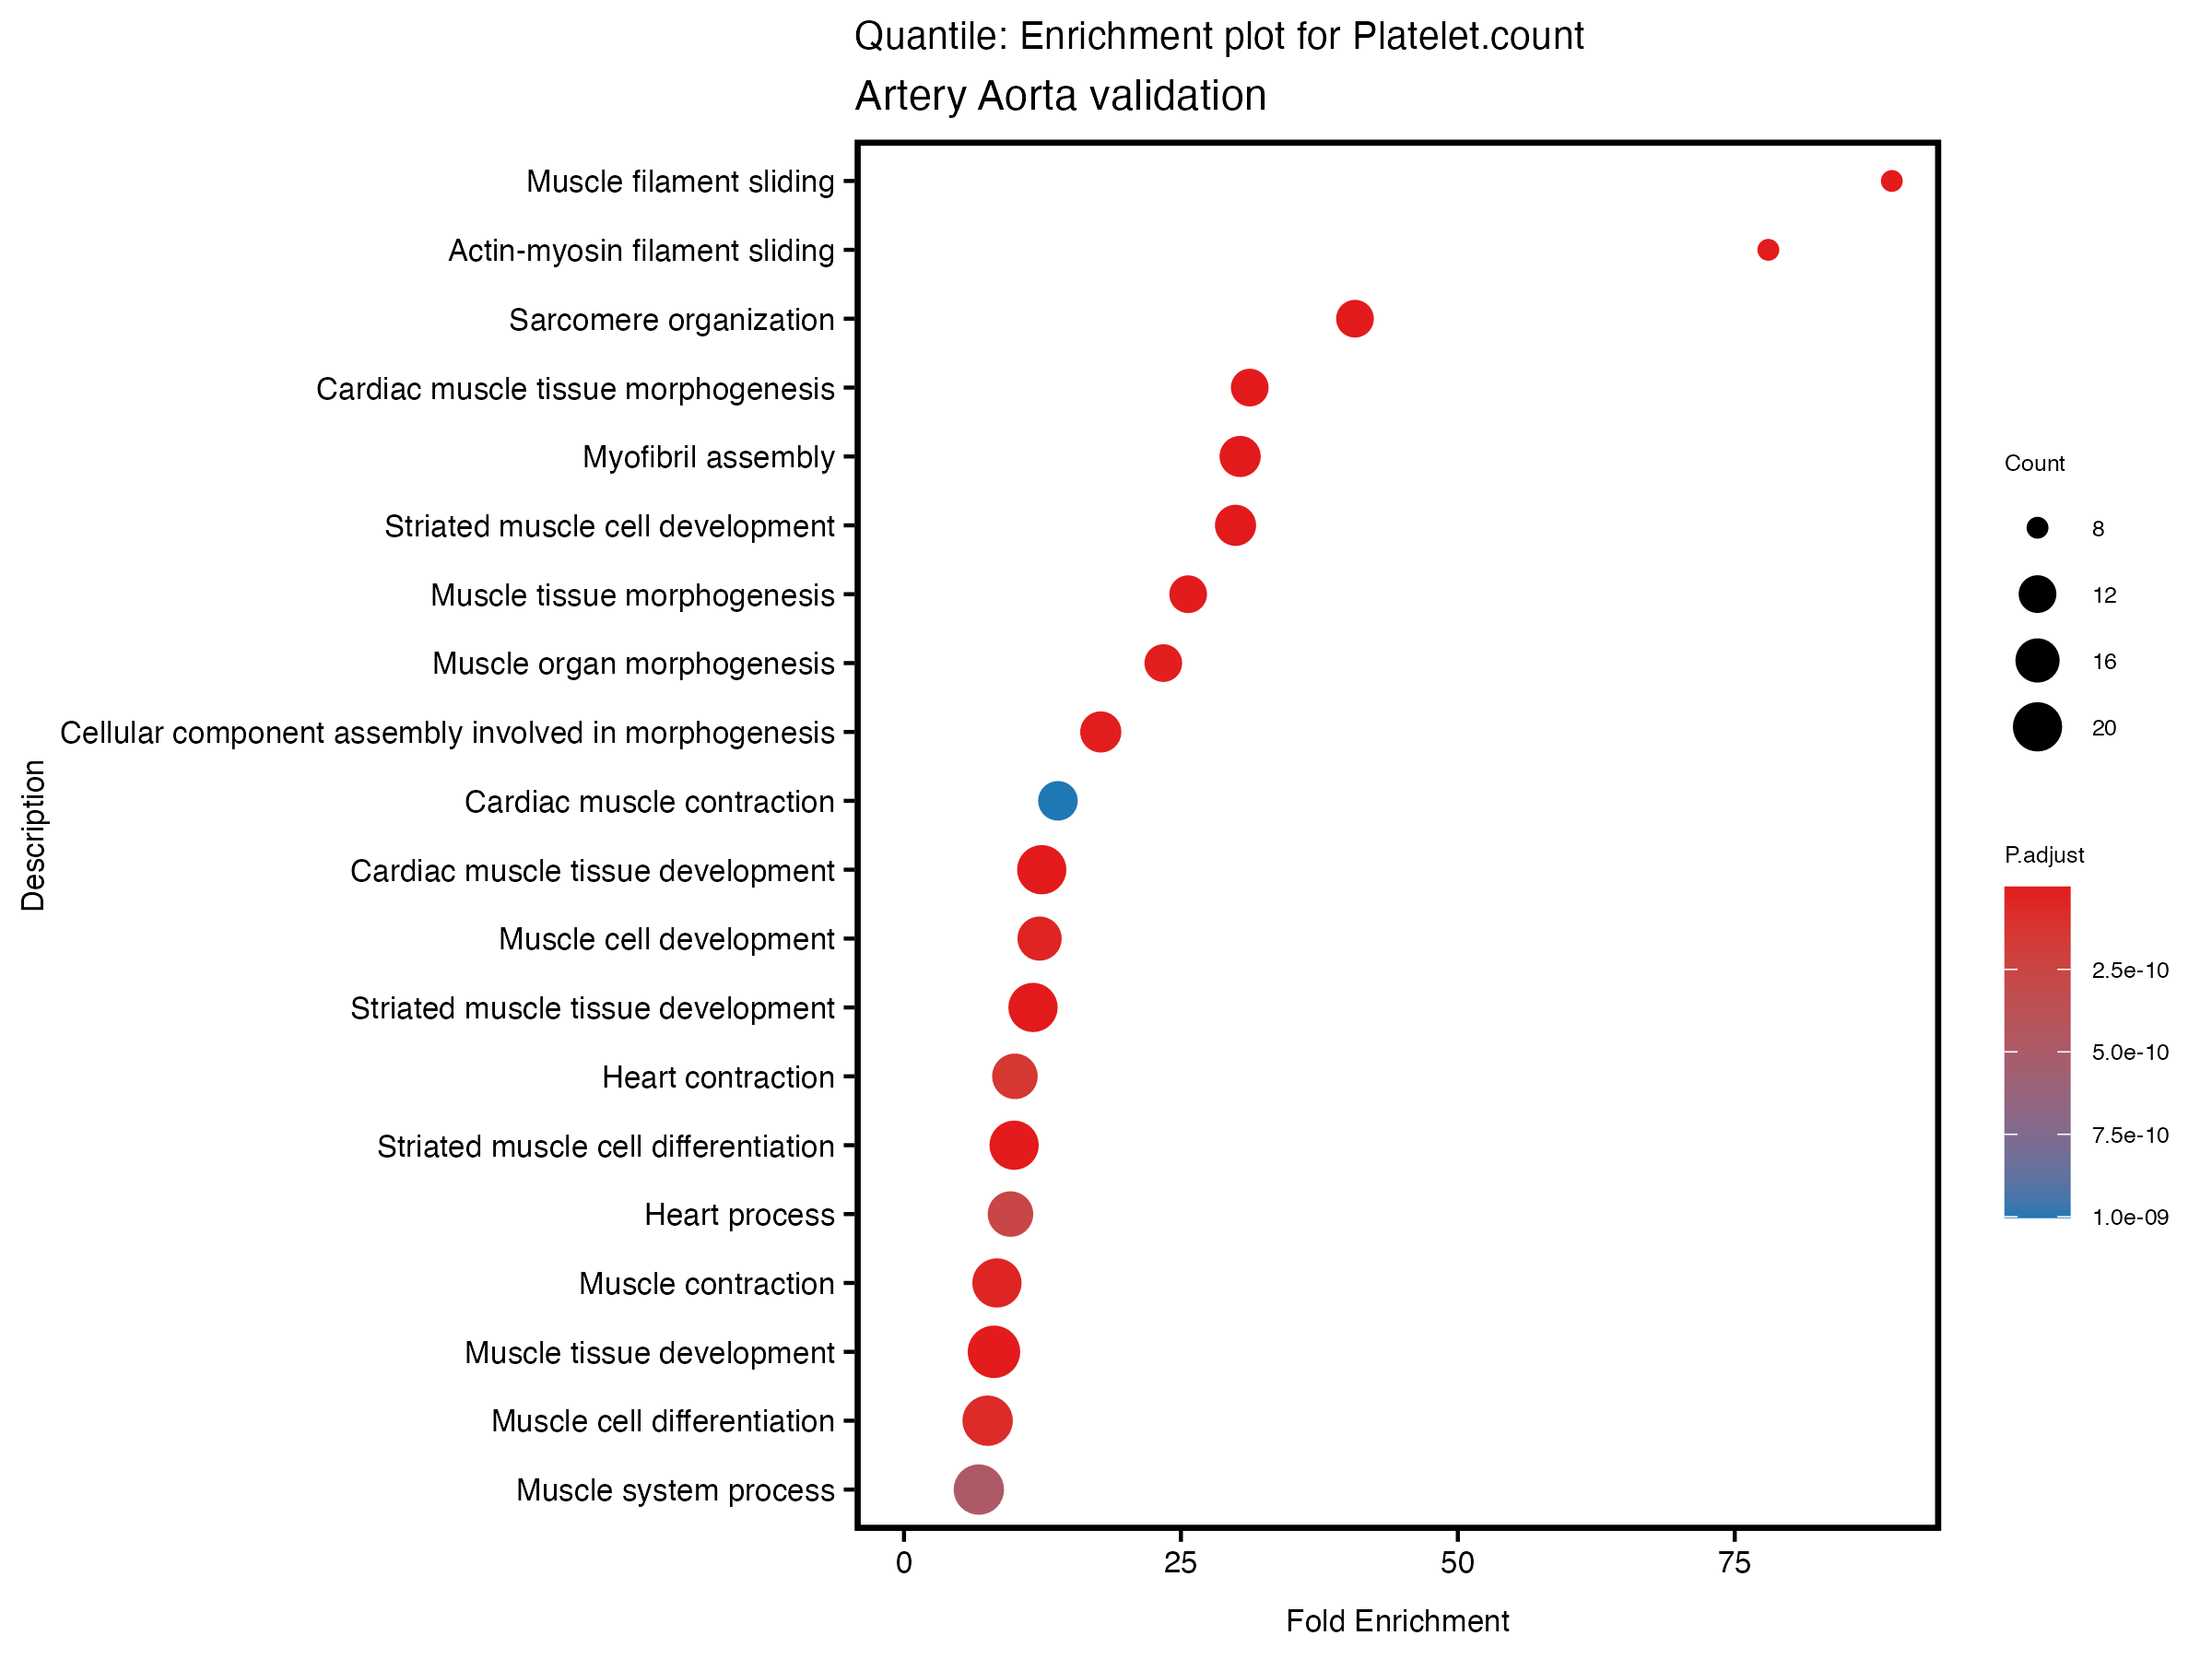 Quantile: Enrichment plot for Platelet.count
Artery Aorta validation
Description
Muscle filament sliding
Actin-myosin filament sliding
Sarcomere organization
Cardiac muscle tissue morphogenesis
Myofibril assembly
Striated muscle cell development
Muscle tissue morphogenesis
Muscle organ morphogenesis
Cellular component assembly involved in morphogenesis
Cardiac muscle contraction
Cardiac muscle tissue development
Muscle cell development
Striated muscle tissue development
Heart contraction
Striated muscle cell differentiation
Heart process
Muscle contraction
Muscle tissue development
Muscle cell differentiation
Muscle system process
0 25 50 75
Fold Enrichment
Count
8
12
16
20
P.adjust
2.5e-10
5.0e-10
7.5e-10
1.0e-09